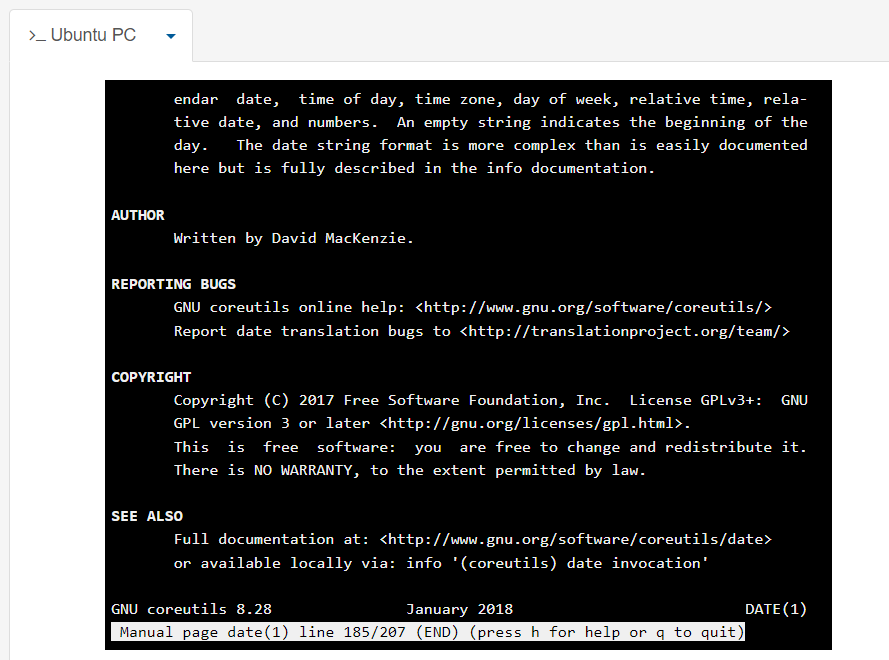 >_ Ubuntu PC
endar  date,  time of day, time zone, day of week, relative time, rela-
tive date, and numbers.  An empty string indicates the beginning of the
day.   The date string format is more complex than is easily documented
here but is fully described in the info documentation.
AUTHOR
Written by David MacKenzie.
REPORTING BUGS
GNU coreutils online help: <http://www.gnu.org/software/coreutils/>
Report date translation bugs to <http://translationproject.org/team/>
COPYRIGHT
Copyright (C) 2017 Free Software Foundation, Inc.  License GPLv3+:  GNU
GPL version 3 or later <http://gnu.org/licenses/gpl.html>.
This  is  free  software:  you  are free to change and redistribute it.
There is NO WARRANTY, to the extent permitted by law.
SEE ALSO
Full documentation at: <http://www.gnu.org/software/coreutils/date>
or available locally via: info '(coreutils) date invocation'
GNU coreutils 8.28               January 2018                          DATE(1)
Manual page date(1) line 185/207 (END) (press h for help or q to quit)